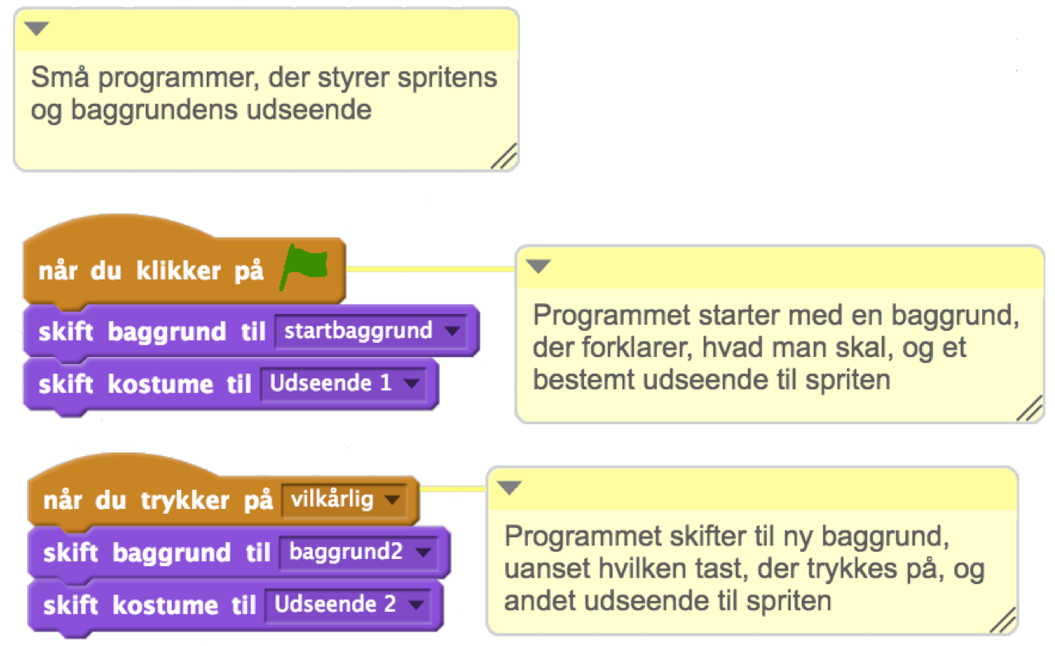 Små programmer, der styrer spritens
og baggrundens udseende
når du klikker på
skift baggrund til startbaggrund
skift kostume til Udseende 1
Programmet starter med en baggrund,
der forklarer, hvad man skal, og et
bestemt udseende til spriten
når du trykker på vilkårlig
skift baggrund til baggrund2
skift kostume til Udseende 2
Programmet skifter til ny baggrund,
uanset hvilken tast, der trykkes på, og
andet udseende til spriten